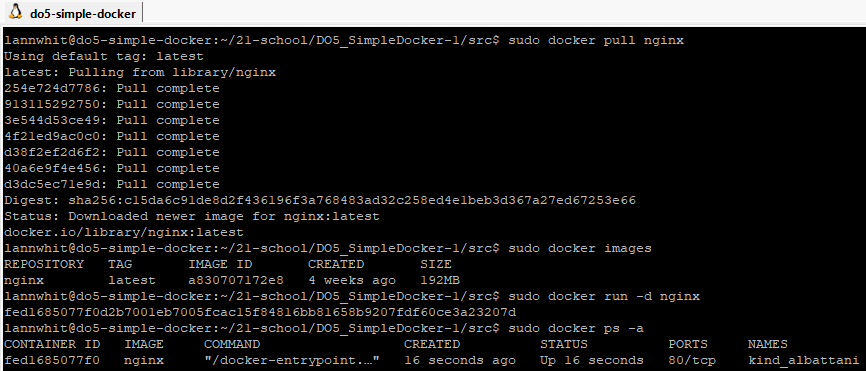 do5-simple-docker
lannwhit@do5-simple-docker:~/21-school/DO5_SimpleDocker-1/src$ sudo docker pull nginx
Using default tag: latest
latest: Pulling from library/nginx
254e724d7786: Pull complete
913115292750: Pull complete
3e544d53ce49: Pull complete
4f21ed9ac0c0: Pull complete
d38f2ef2d6f2: Pull complete
40a6e9f4e456: Pull complete
d3dc5ec71e9d: Pull complete
Digest: sha256:c15da6c91de8d2f436196f3a768483ad32c258ed4e1beb3d367a27ed67253e66
Status: Downloaded newer image for nginx:latest
docker.io/library/nginx:latest
lannwhit@do5-simple-docker:~/21-school/DO5_SimpleDocker-1/src$ sudo docker images
REPOSITORY TAG IMAGE ID CREATED SIZE
nginx latest a830707172e8 4 weeks ago 192MB
lannwhit@do5-simple-docker:~/21-school/DO5_SimpleDocker-1/src$ sudo docker run -d nginx
fed1685077f0d2b7001eb7005fcac15f84816bb81658b9207fdf60ce3a23207d
lannwhit@do5-simple-docker:~/21-school/DO5_SimpleDocker-1/src$ sudo docker ps -a
CONTAINER ID IMAGE COMMAND CREATED STATUS PORTS NAMES
fed1685077f0 nginx "/docker-entrypoint.…" 16 seconds ago Up 16 seconds 80/tcp kind_albattani